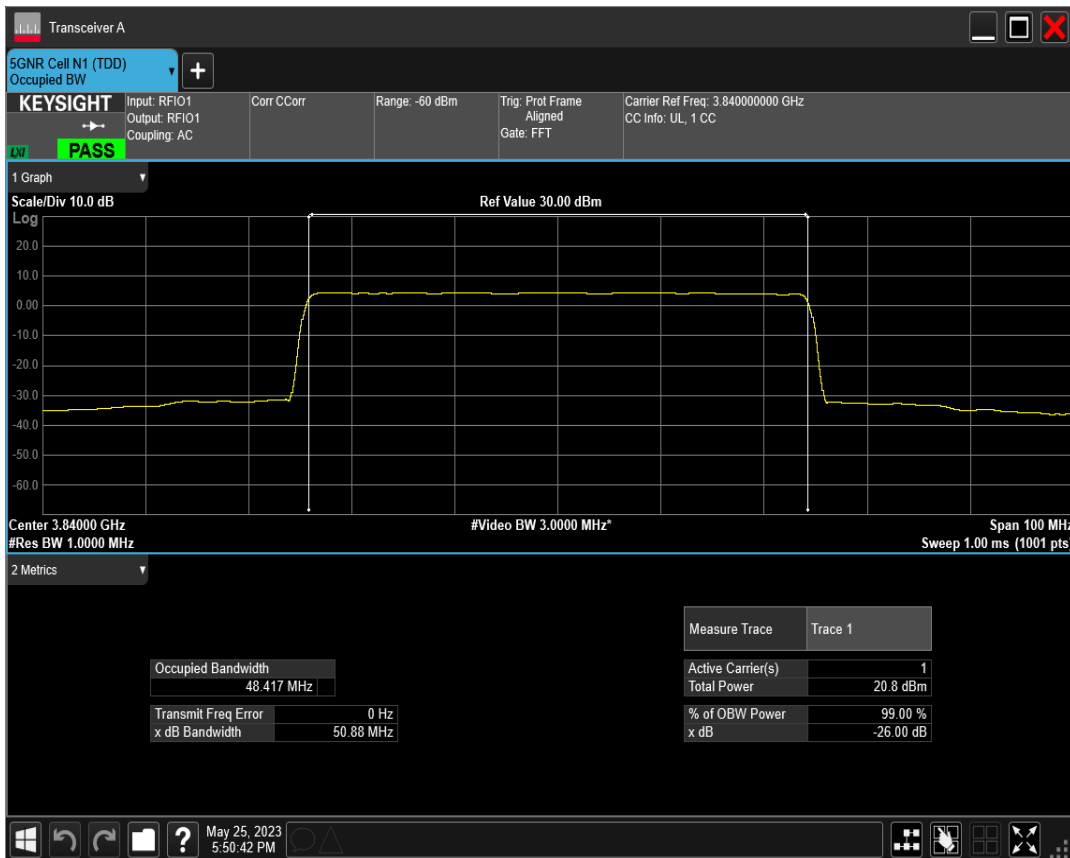 Transceiver A
5GNR Cell N1 (TDD)
Occupied BW
+
KEYSIGHT
LXI
PASS
Input: RFIO1
Output: RFIO1
Coupling: AC
Corr CCorr
Range: -60 dBm
Trig: Prot Frame
Aligned
Gate: FFT
Carrier Ref Freq: 3.840000000 GHz
CC Info: UL, 1 CC
1 Graph
Scale/Div 10.0 dB
Ref Value 30.00 dBm
Log
20.0
10.0
0.00
-10.0
-20.0
-30.0
-40.0
-50.0
-60.0
Center 3.84000 GHz
#Video BW 3.0000 MHz*
Span 100 MHz
#Res BW 1.0000 MHz
Sweep 1.00 ms (1001 pts)
2 Metrics
Measure Trace Trace 1
Occupied Bandwidth
48.417 MHz
Active Carrier(s) 1
Total Power 20.8 dBm
Transmit Freq Error 0 Hz
x dB Bandwidth 50.88 MHz
% of OBW Power 99.00 %
x dB -26.00 dB
?
May 25, 2023
5:50:42 PM